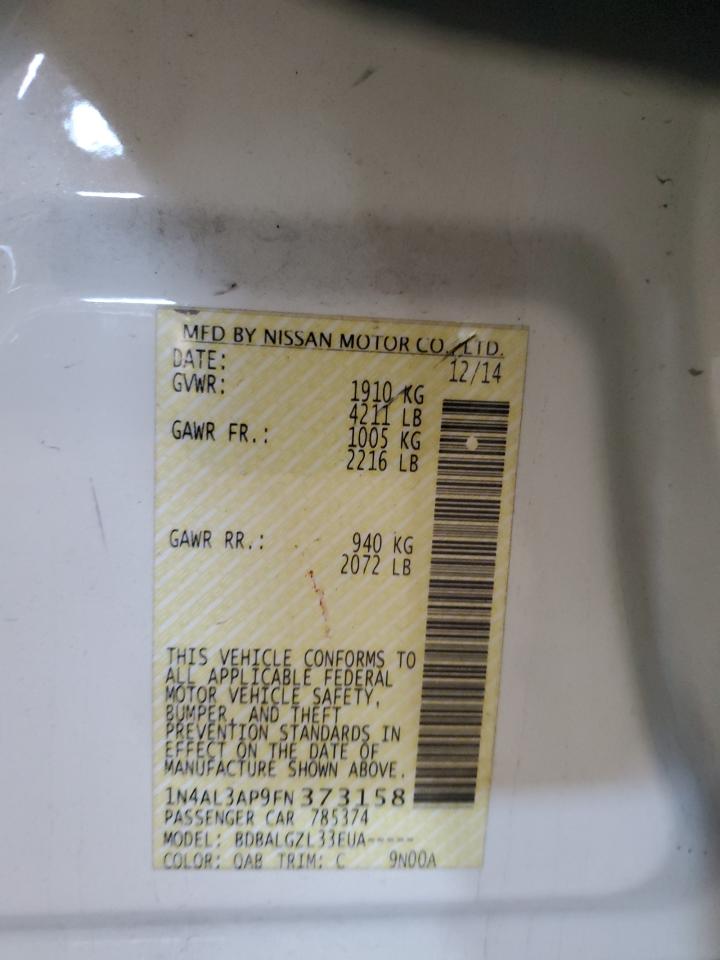 MFD BY NISSAN MOTOR CO., LTD.
DATE: 12/14
GVWR: 1910 KG
4211 LB
GAWR FR.: 1005 KG
2216 LB
GAWR RR.: 940 KG
2072 LB
THIS VEHICLE CONFORMS TO
ALL APPLICABLE FEDERAL
MOTOR VEHICLE SAFETY,
BUMPER, AND THEFT
PREVENTION STANDARDS IN
EFFECT ON THE DATE OF
MANUFACTURE SHOWN ABOVE.
1N4AL3AP9FN373158
PASSENGER CAR 785374
MODEL: BDBALGZL33EUA-----
COLOR: QAB TRIM: C 9N00A